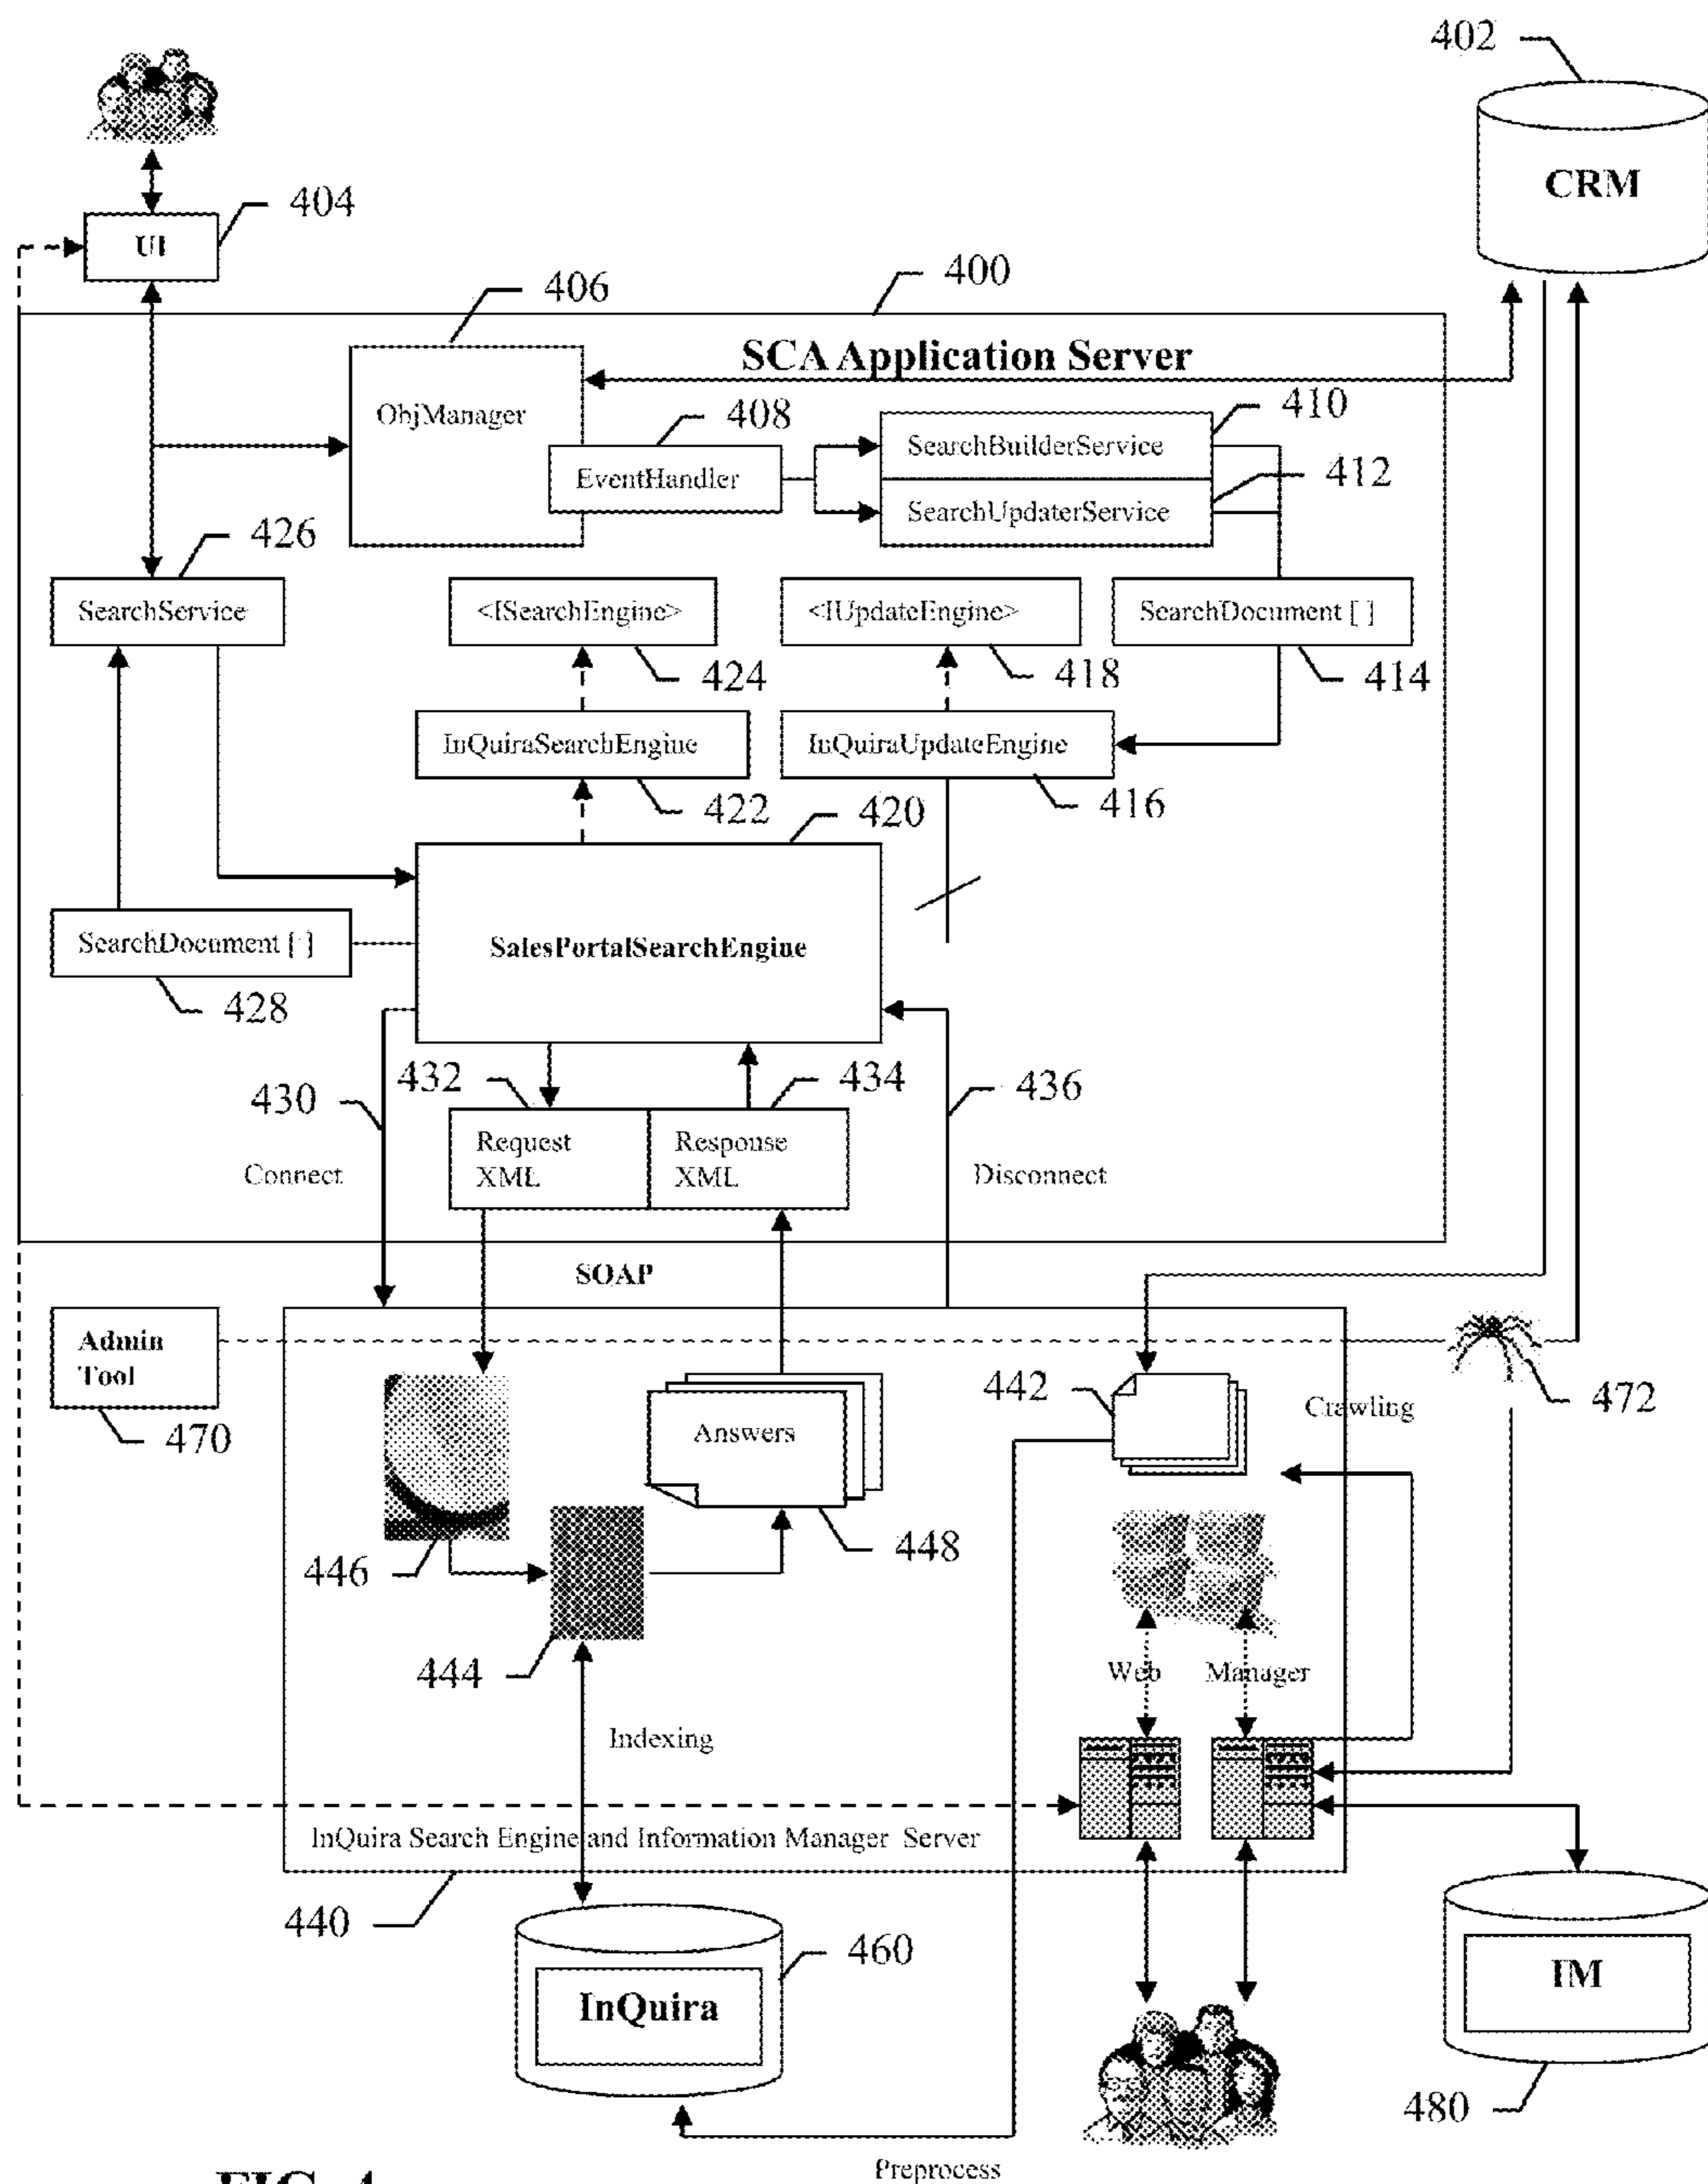 402
CRM
404
UI
400
406
SCA Application Server
ObjManager
408
410
EventHandler
SearchBuilderService
412
SearchUpdaterService
426
SearchService
<ISearchEngine>
<IUpdateEngine>
SearchDocument [ ]
424
418
414
InQuiraSearchEngine
InQuiraUpdateEngine
422
420
416
SearchDocument [ ]
SalesPortalSearchEngine
428
432
434
436
430
Request
XML
Response
XML
Connect
Disconnect
SOAP
Admin
Tool
470
442
Crawling
472
Answers
446
448
444
Web
Manager
Indexing
InQuira Search Engine and Information Manager Server
440
460
InQuira
IM
480
Preprocess
FIG. 4